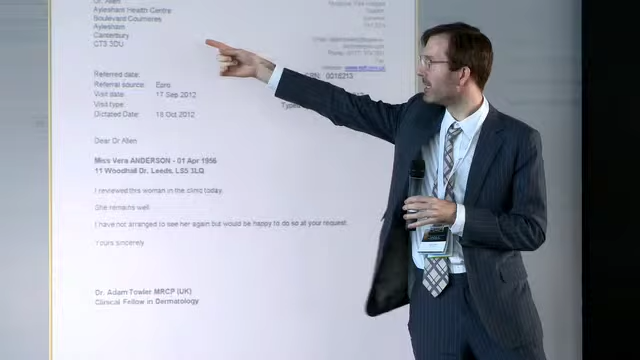 Dr. Allen
Aylesham Health Centre
Boulevard Courrieres
Aylesham
Canterbury
CT3 3DU
Referred date:
Referral source: Epro
Visit date: 17 Sep 2012
Visit type
Dictated Date: 18 Oct 2012
Dear Dr Allen
Miss Vera ANDERSON - 01 Apr 1956
11 Woodhall Dr, Leeds, LS5 3LQ
I reviewed this woman in the clinic today.
She remains well.
I have not arranged to see her again but would be happy to do so at your request.
Yours sincerely
Dr. Adam Towler MRCP (UK)
Clinical Fellow in Dermatology